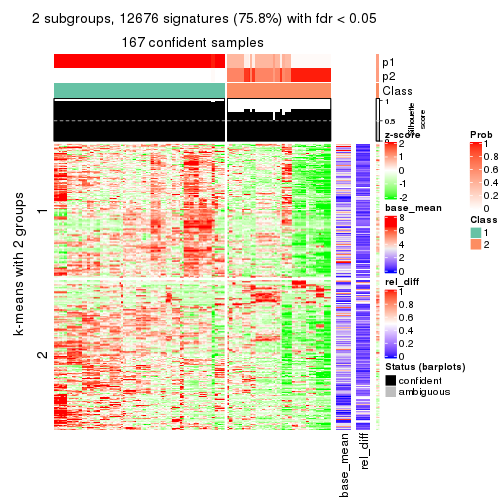 2 subgroups, 12676 signatures (75.8%) with fdr < 0.05
167 confident samples
p1
p2
Class
1
0.5
0
Silhouette
score
k-means with 2 groups
1
2
base_mean
rel_diff
z-score
2
1
0
-1
-2
base_mean
8
6
4
2
0
rel_diff
1
0.8
0.6
0.4
0.2
0
Status (barplots)
confident
ambiguous
Prob
1
0.8
0.6
0.4
0.2
0
Class
1
2